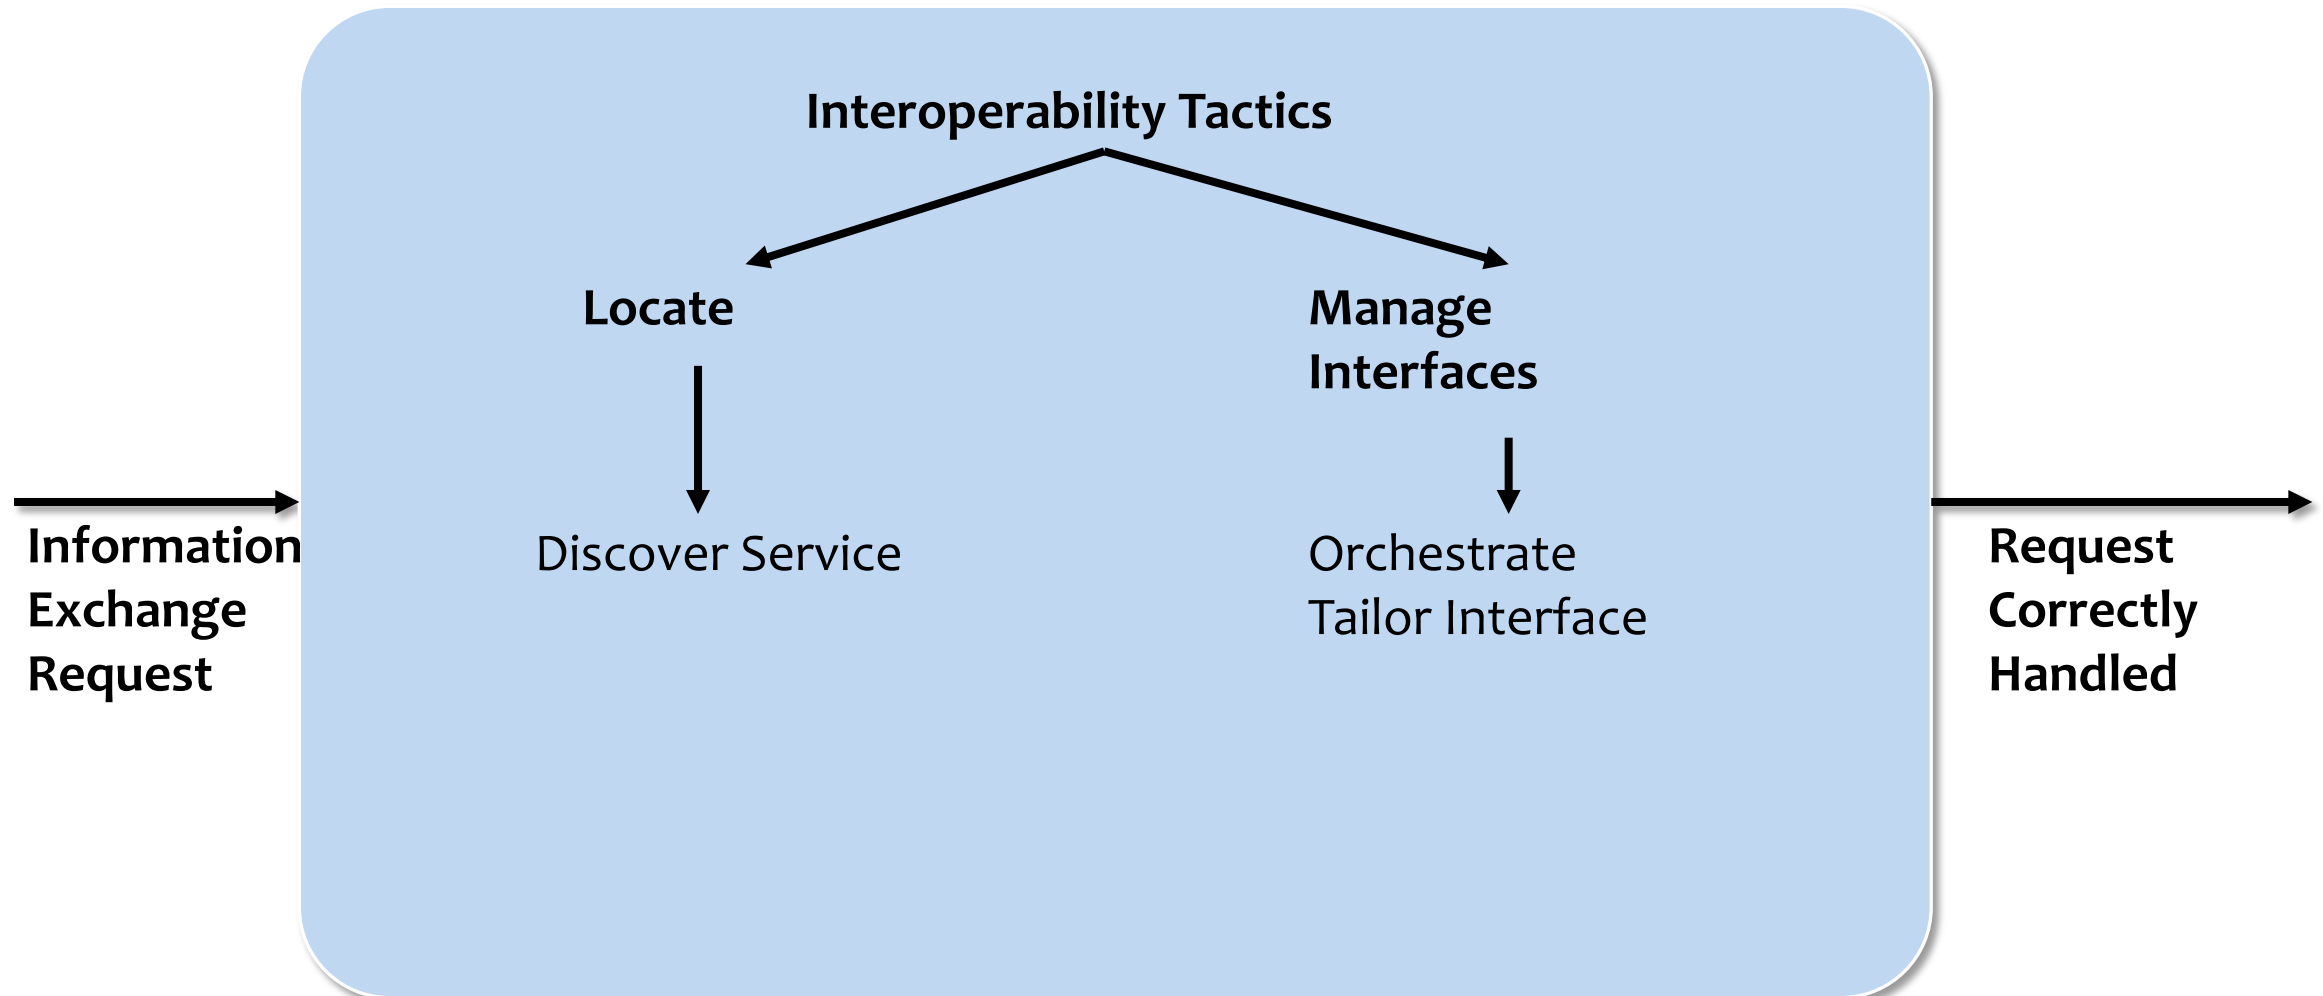 Interoperability Tactics
Locate
Manage
Interfaces
Information
Exchange
Request
Discover Service
Orchestrate
Tailor Interface
Request
Correctly
Handled